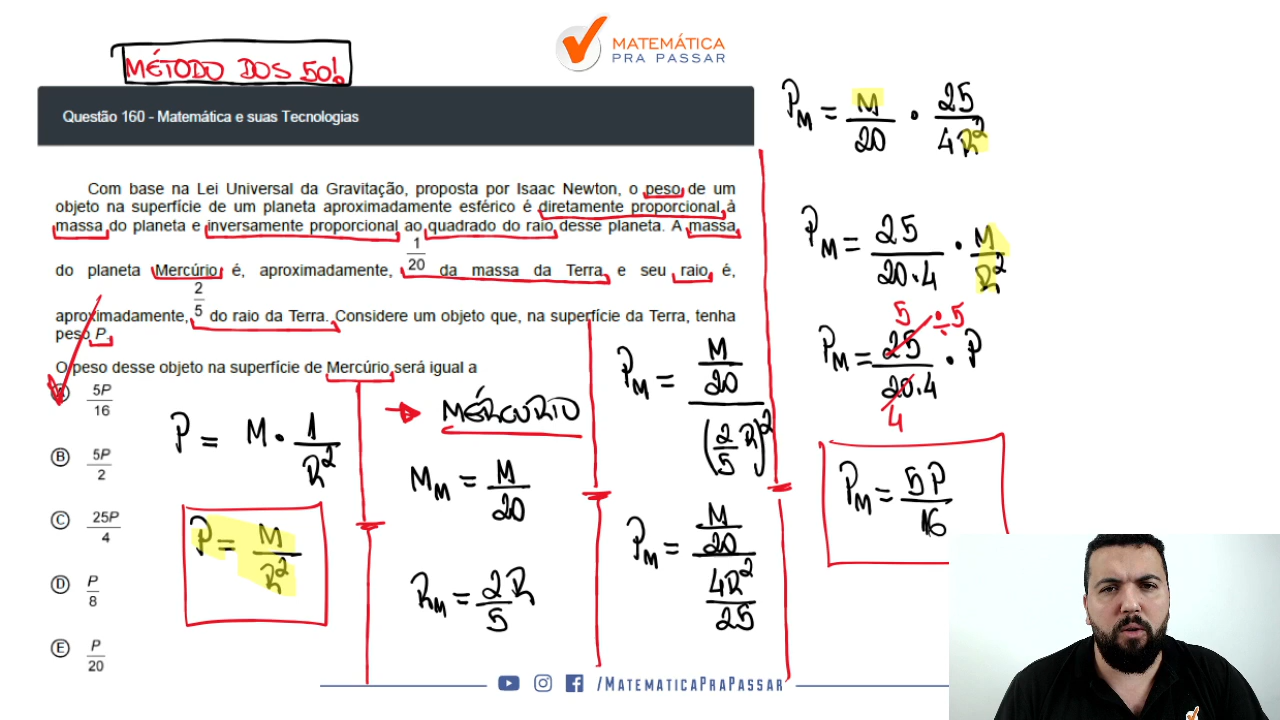 MÉTODO DOS 50!
MATEMÁTICA
PRA PASSAR
Questão 160 - Matemática e suas Tecnologias
Com base na Lei Universal da Gravitação, proposta por Isaac Newton, o peso de um
objeto na superfície de um planeta aproximadamente esférico é diretamente proporcional à
massa do planeta e inversamente proporcional ao quadrado do raio desse planeta. A massa
do planeta Mercúrio é, aproximadamente, 1/20 da massa da Terra e seu raio é,
aproximadamente, 2/5 do raio da Terra. Considere um objeto que, na superfície da Terra, tenha
peso P.
O peso desse objeto na superfície de Mercúrio será igual a
A 5P/16
B 5P/2
C 25P/4
D P/8
E P/20
P = M · 1/R²
P = M/R²
MÉRCURIO
M_M = M/20
R_M = 2/5 R
P_M = (M/20)/(2/5 R)²
P_M = (M/20)/(4R²/25)
P_M = M/20 · 25/4R²
P_M = 25/20·4 · M/R²
5 ÷5
P_M = 25/20·4 · P
4
P_M = 5P/16
/MATEMATICAPRAPASSAR